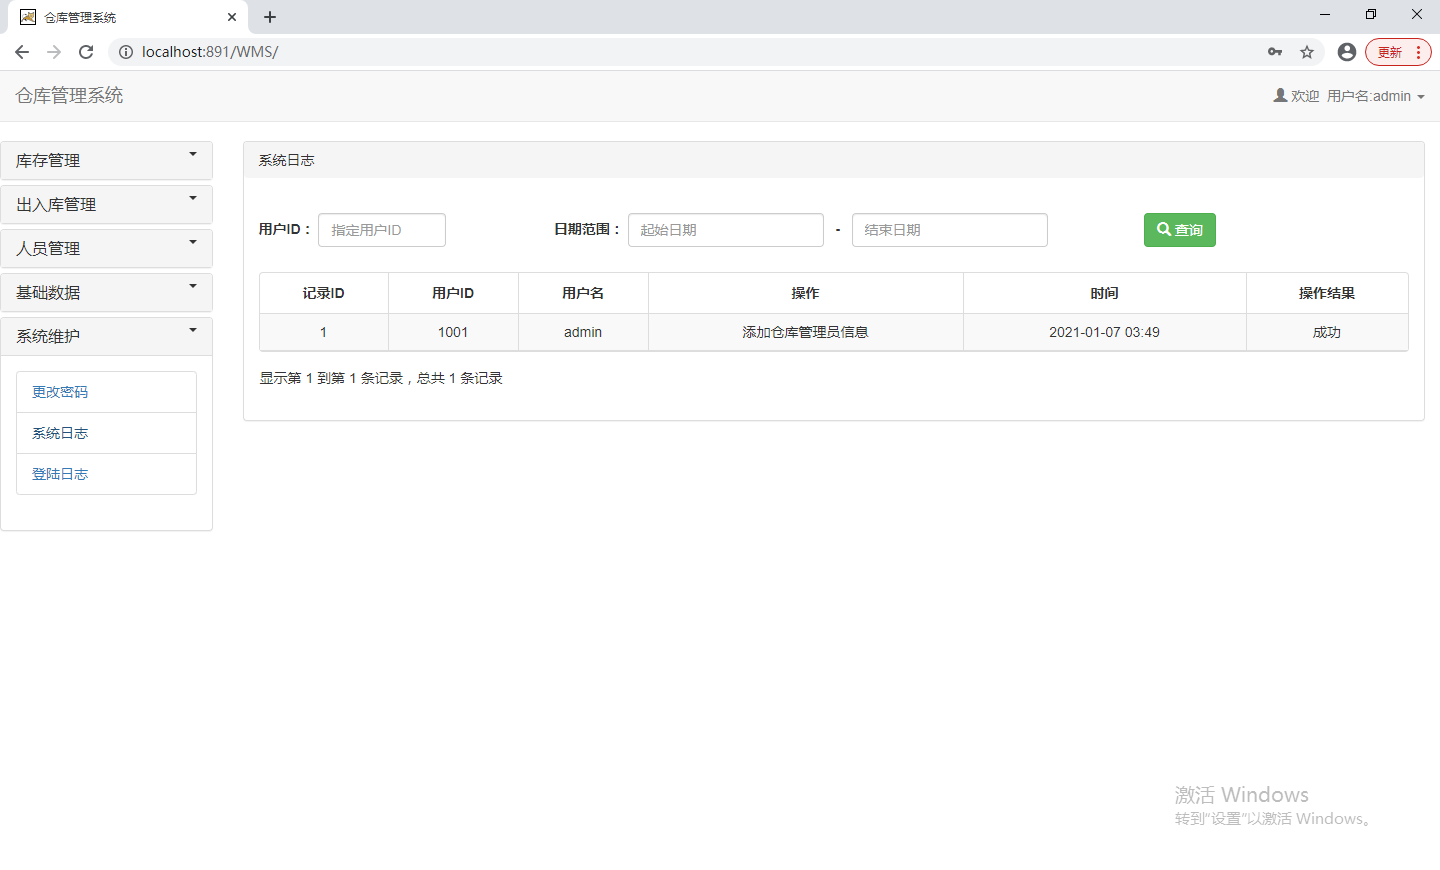 仓库管理系统
localhost:891/WMS/
更新
仓库管理系统
欢迎 用户名:admin
库存管理
出入库管理
人员管理
基础数据
系统维护
更改密码
系统日志
登陆日志
系统日志
用户ID： 指定用户ID 日期范围： 起始日期 - 结束日期 查询
记录ID 用户ID 用户名 操作 时间 操作结果
1 1001 admin 添加仓库管理员信息 2021-01-07 03:49 成功
显示第 1 到第 1 条记录，总共 1 条记录
激活 Windows
转到"设置"以激活 Windows。